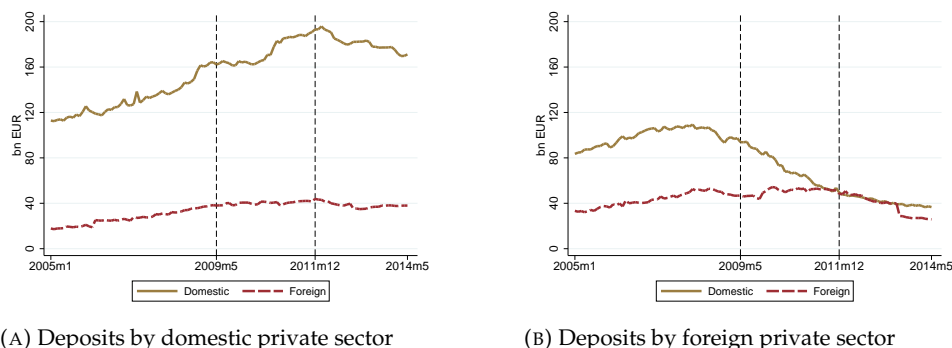 200
160
120
bn EUR
80
40
0
2005m1 2009m5 2011m12 2014m5
Domestic Foreign
(A) Deposits by domestic private sector
200
160
120
bn EUR
80
40
0
2005m1 2009m5 2011m12 2014m5
Domestic Foreign
(B) Deposits by foreign private sector